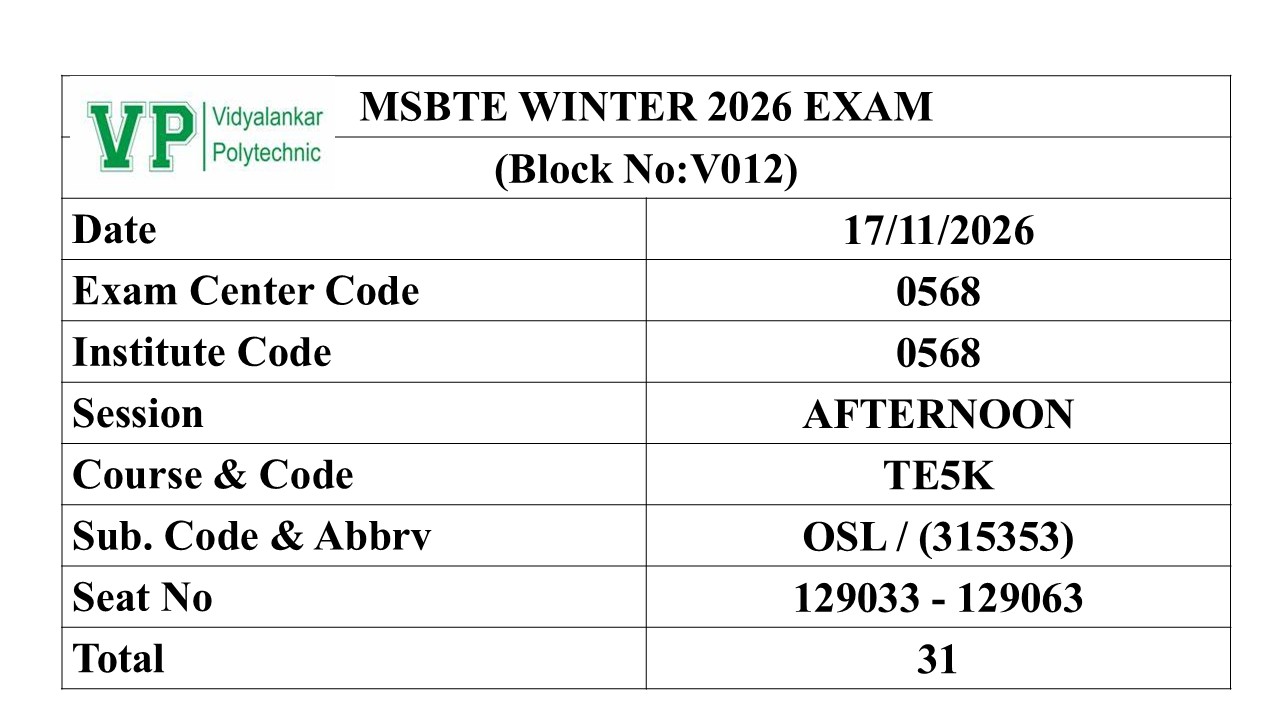 VP Vidyalankar Polytechnic
MSBTE WINTER 2026 EXAM
(Block No:V012)
Date 17/11/2026
Exam Center Code 0568
Institute Code 0568
Session AFTERNOON
Course & Code TE5K
Sub. Code & Abbrv OSL / (315353)
Seat No 129033 - 129063
Total 31